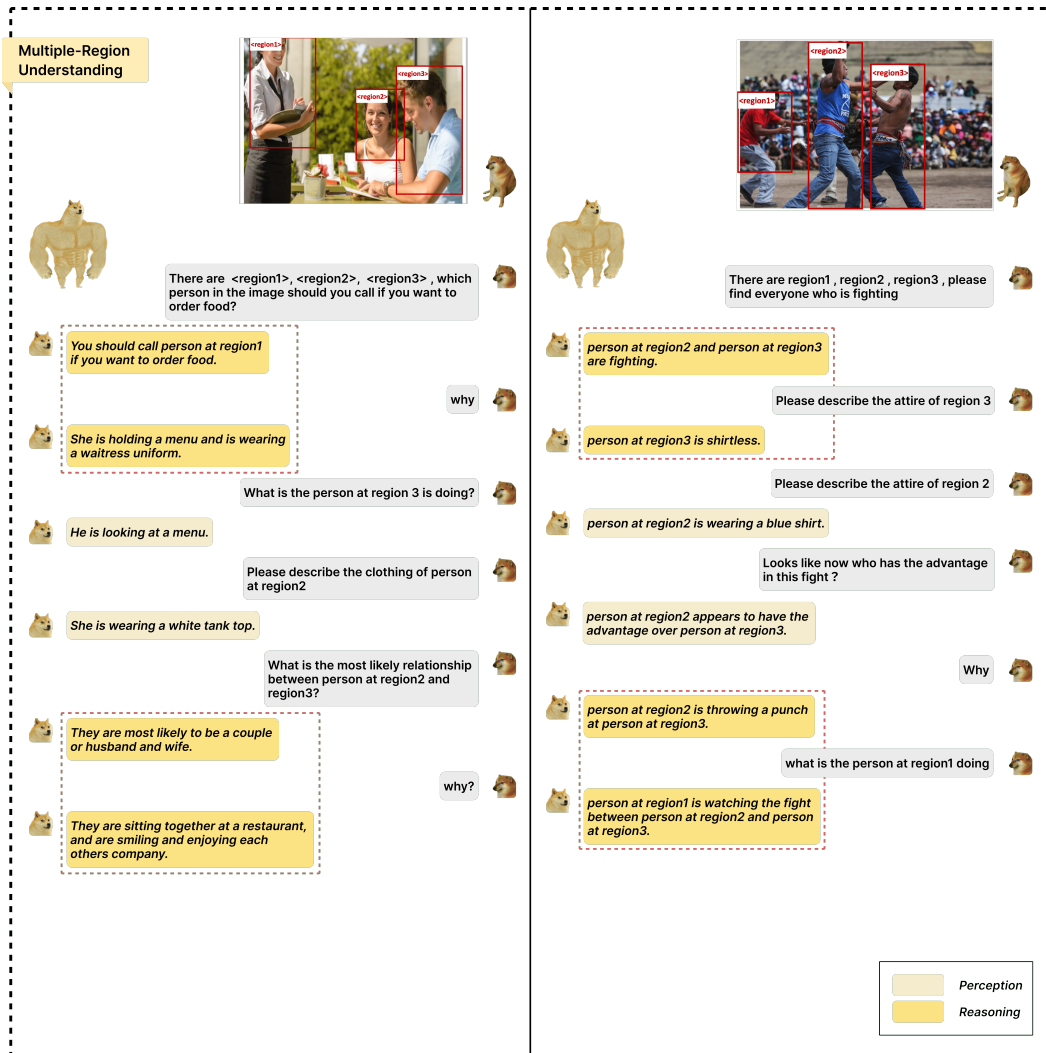 Multiple-Region
Understanding
<region1>
<region2>
<region3>
There are <region1>, <region2>, <region3> , which
person in the image should you call if you want to
order food?
You should call person at region1
if you want to order food.
why
She is holding a menu and is wearing
a waitress uniform.
What is the person at region 3 is doing?
He is looking at a menu.
Please describe the clothing of person
at region2
She is wearing a white tank top.
What is the most likely relationship
between person at region2 and
region3?
They are most likely to be a couple
or husband and wife.
why?
They are sitting together at a restaurant,
and are smiling and enjoying each
others company.
<region1>
<region2>
<region3>
There are region1 , region2 , region3 , please
find everyone who is fighting
person at region2 and person at region3
are fighting.
Please describe the attire of region 3
person at region3 is shirtless.
Please describe the attire of region 2
person at region2 is wearing a blue shirt.
Looks like now who has the advantage
in this fight ?
person at region2 appears to have the
advantage over person at region3.
Why
person at region2 is throwing a punch
at person at region3.
what is the person at region1 doing
person at region1 is watching the fight
between person at region2 and person
at region3.
Perception
Reasoning